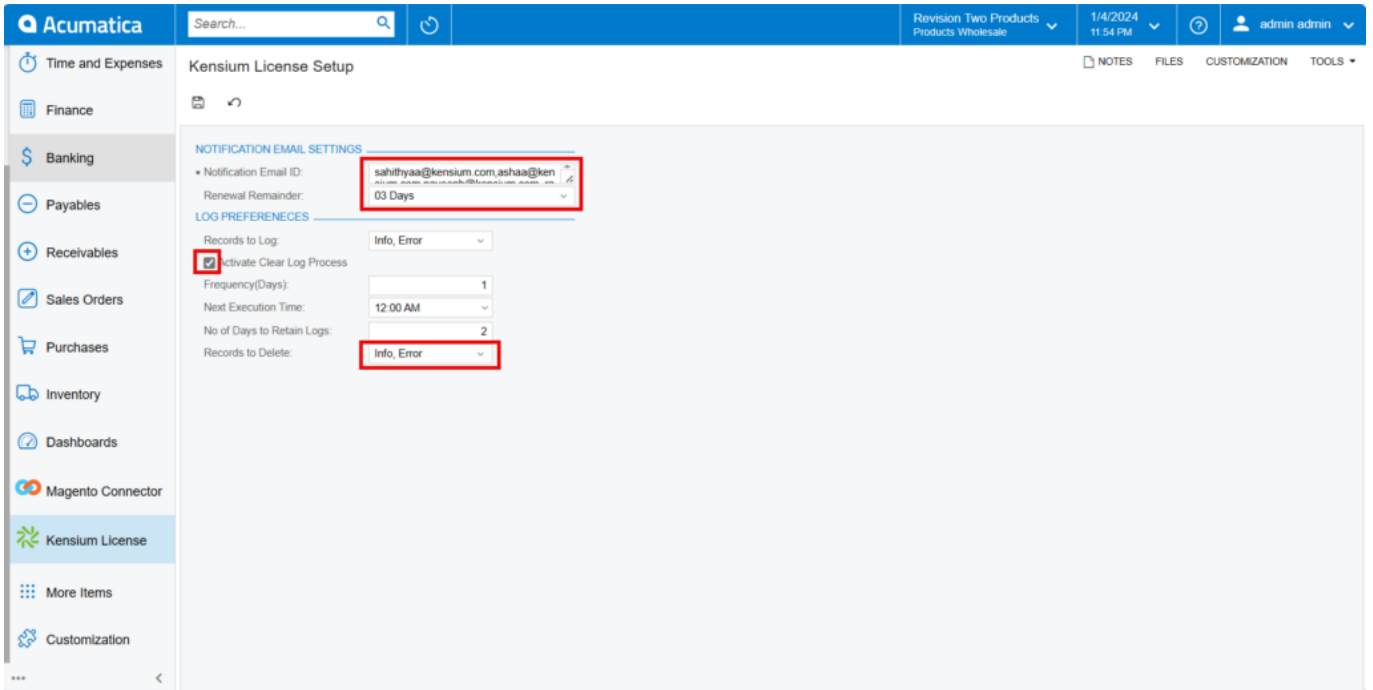 Acumatica
Search...
Revision Two Products
Products Wholesale
1/4/2024
11:54 PM
admin admin
Time and Expenses
Finance
Banking
Payables
Receivables
Sales Orders
Purchases
Inventory
Dashboards
Magento Connector
Kensium License
More Items
Customization
Kensium License Setup
NOTES FILES CUSTOMIZATION TOOLS
NOTIFICATION EMAIL SETTINGS
Notification Email ID: sahithyaa@kensium.com,ashaa@ken
Renewal Remainder: 03 Days
LOG PREFERENECES
Records to Log: Info, Error
Activate Clear Log Process
Frequency(Days): 1
Next Execution Time: 12:00 AM
No of Days to Retain Logs: 2
Records to Delete: Info, Error